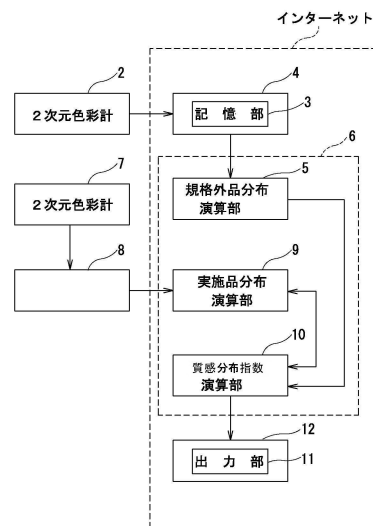 インターネット
2
2次元色彩計
4
3
記 憶 部
6
7
2次元色彩計
5
規格外品分布
演算部
8
9
実施品分布
演算部
10
質感分布指数
演算部
12
出 力 部
11